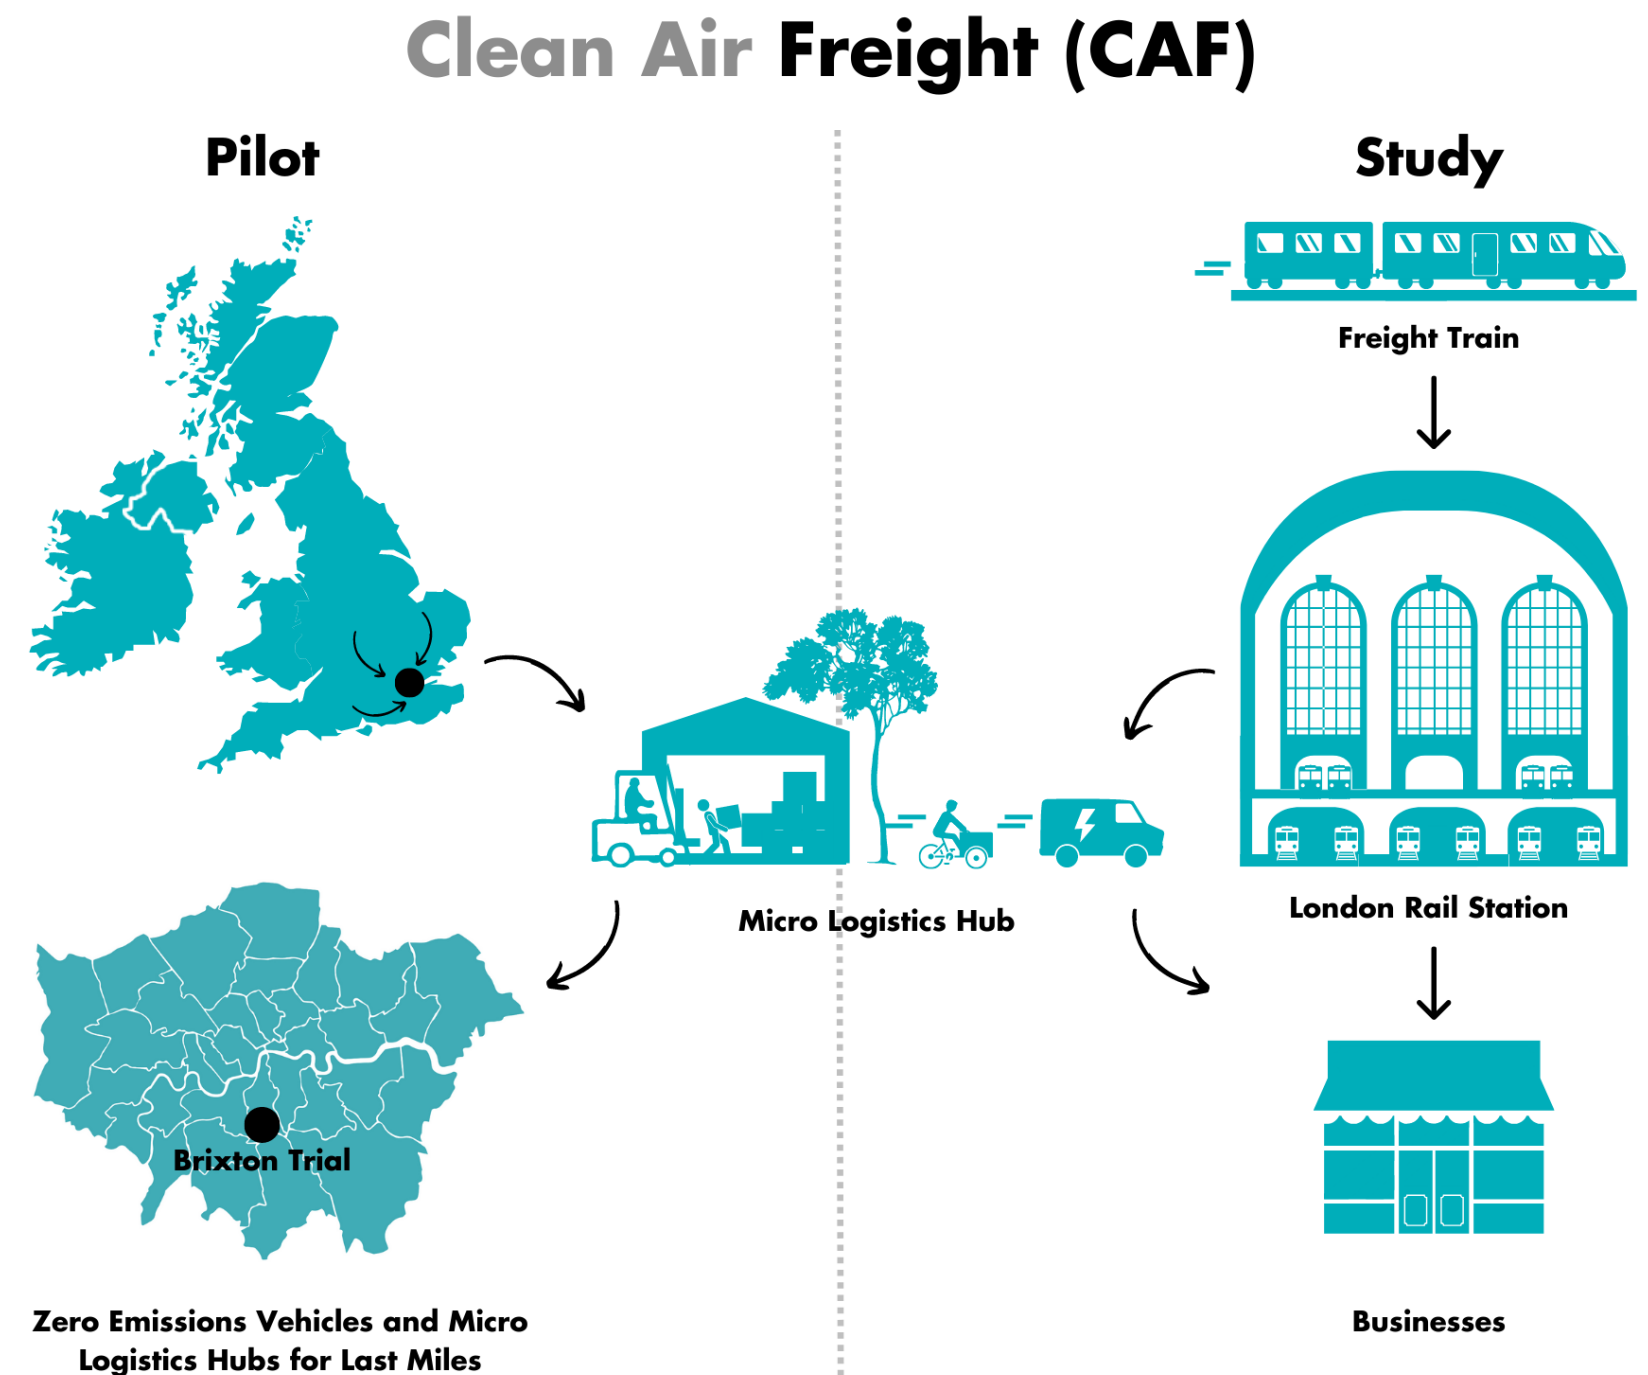 Clean Air Freight (CAF)
Pilot
Study
Freight Train
London Rail Station
Micro Logistics Hub
Brixton Trial
Zero Emissions Vehicles and Micro
Logistics Hubs for Last Miles
Businesses